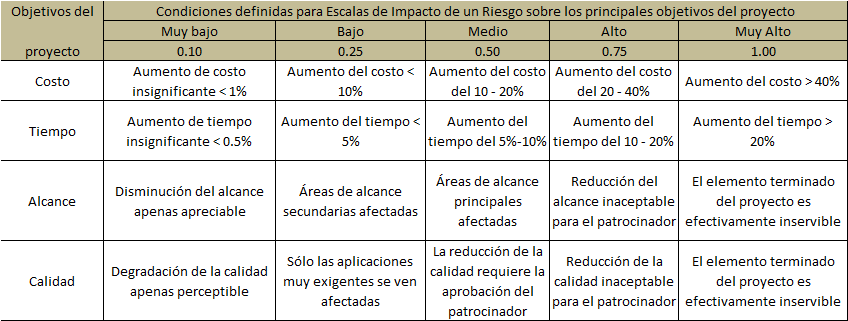 Objetivos del proyecto
Condiciones definidas para Escalas de Impacto de un Riesgo sobre los principales objetivos del proyecto
Muy bajo
Bajo
Medio
Alto
Muy Alto
0.10
0.25
0.50
0.75
1.00
Costo
Aumento de costo
insignificante < 1%
Aumento del costo <
10%
Aumento del costo
del 10 - 20%
Aumento del costo
del 20 - 40%
Aumento del costo > 40%
Tiempo
Aumento de tiempo
insignificante < 0.5%
Aumento del tiempo <
5%
Aumento del
tiempo del 5%-10%
Aumento del
tiempo del 10 - 20%
Aumento del tiempo >
20%
Alcance
Disminución del alcance
apenas apreciable
Áreas de alcance
secundarias afectadas
Áreas de alcance
principales
afectadas
Reducción del
alcance inaceptable
para el patrocinador
El elemento terminado
del proyecto es
efectivamente inservible
Calidad
Degradación de la calidad
apenas perceptible
Sólo las aplicaciones
muy exigentes se ven
afectadas
La reducción de la
calidad requiere la
aprobación del
patrocinador
Reducción de la
calidad inaceptable
para el patrocinador
El elemento terminado
del proyecto es
efectivamente inservible